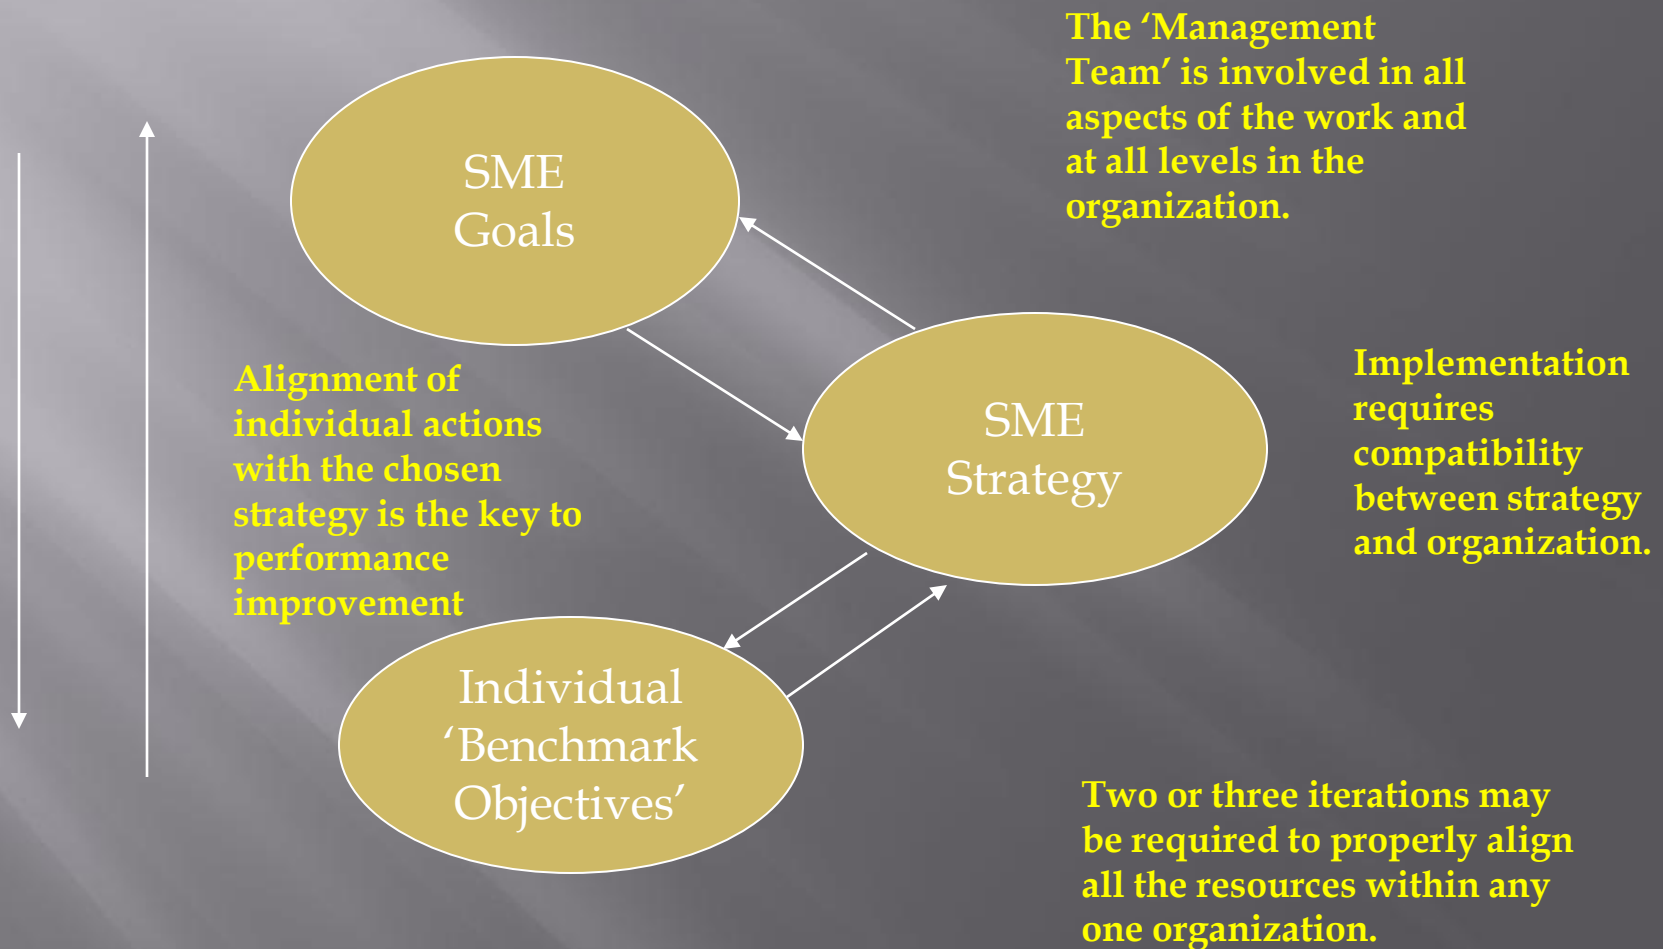 The ‘Management
Team’ is involved in all
aspects of the work and
at all levels in the
organization.
SME
Goals
Implementation
requires
compatibility
between strategy
and organization.
SME
Strategy
Alignment of
individual actions
with the chosen
strategy is the key to
performance
improvement
Individual
‘Benchmark
Objectives’
Two or three iterations may
be required to properly align
all the resources within any
one organization.